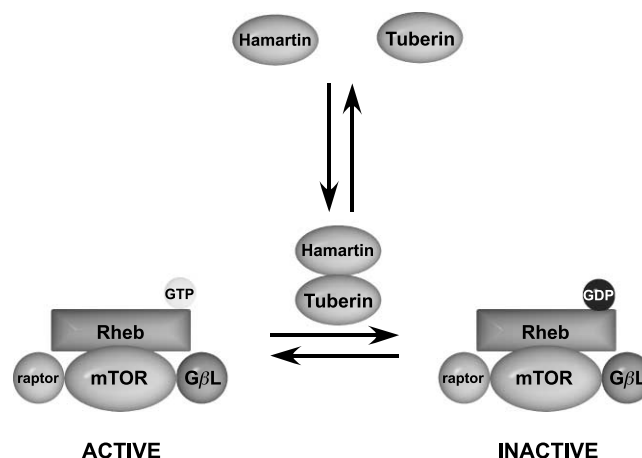 Hamartin
Tuberin
Hamartin
Tuberin
GTP
Rheb
raptor
mTOR
GβL
ACTIVE
GDP
Rheb
raptor
mTOR
GβL
INACTIVE